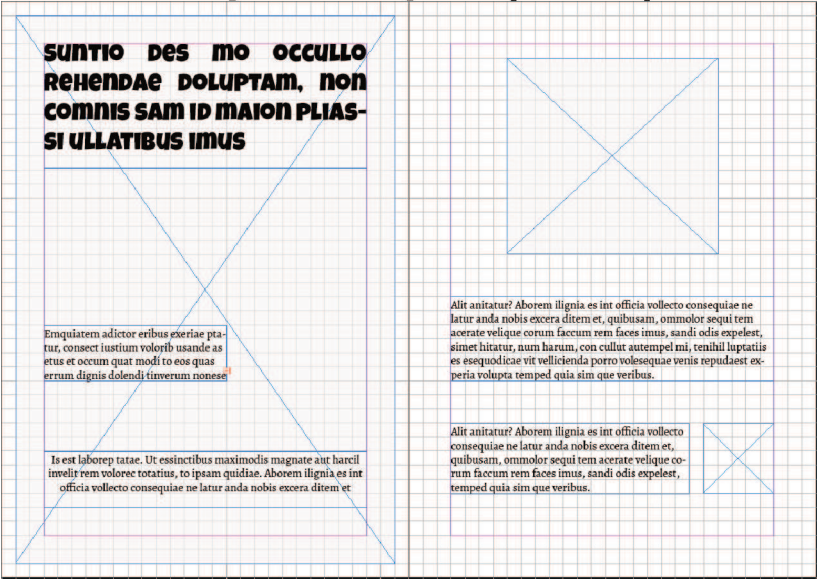 SUNTIO DES MO OCCULLO
REHENDAE DOLUPTAM, NON
COMNIS SAM ID MAION PLIAS-
SI ULLATIBUS IMUS
Emquiatem adictor eribus exeriae pta-
tur, consect iustium volorib usande as
etus et occum quat modi to eos quas
errum dignis dolendi tinverum nonese
Is est laborep tatae. Ut essinctibus maximodis magnate aut harcil
invelit rem volorec totatius, to ipsam quidiae. Aborem ilignia es int
officia vollecto consequiae ne latur anda nobis excera ditem et
Alit anitatur? Aborem ilignia es int officia vollecto consequiae ne
latur anda nobis excera ditem et, quibusam, ommolor sequi tem
acerate velique corum faccum rem faces imus, sandi odis expelest,
simet hitatur, num harum, con cullut autempel mi, tenihil luptatiis
es esequodicae vit vellicienda porro volesequae venis repudaest ex-
peria volupta temped quia sim que veribus.
Alit anitatur? Aborem ilignia es int officia vollecto
consequiae ne latur anda nobis excera ditem et,
quibusam, ommolor sequi tem acerate velique co-
rum faccum rem faces imus, sandi odis expelest,
temped quia sim que veribus.